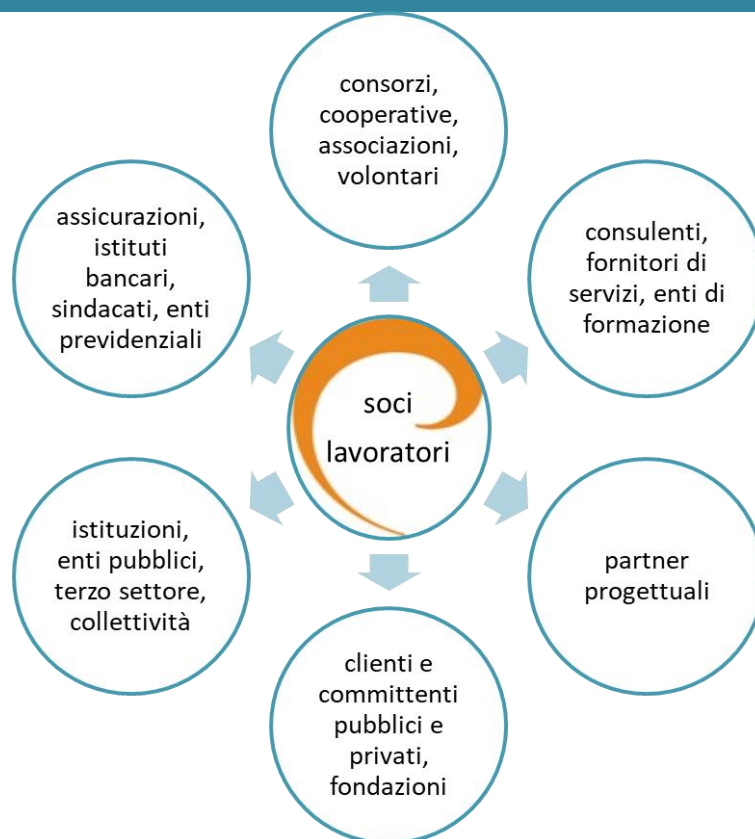 consorzi,
cooperative,
associazioni,
volontari
assicurazioni,
istituti
bancari,
sindacati, enti
previdenziali
consulenti,
fornitori di
servizi, enti di
formazione
soci
lavoratori
istituzioni,
enti pubblici,
terzo settore,
collettività
partner
progettuali
clienti e
committenti
pubblici e
privati,
fondazioni